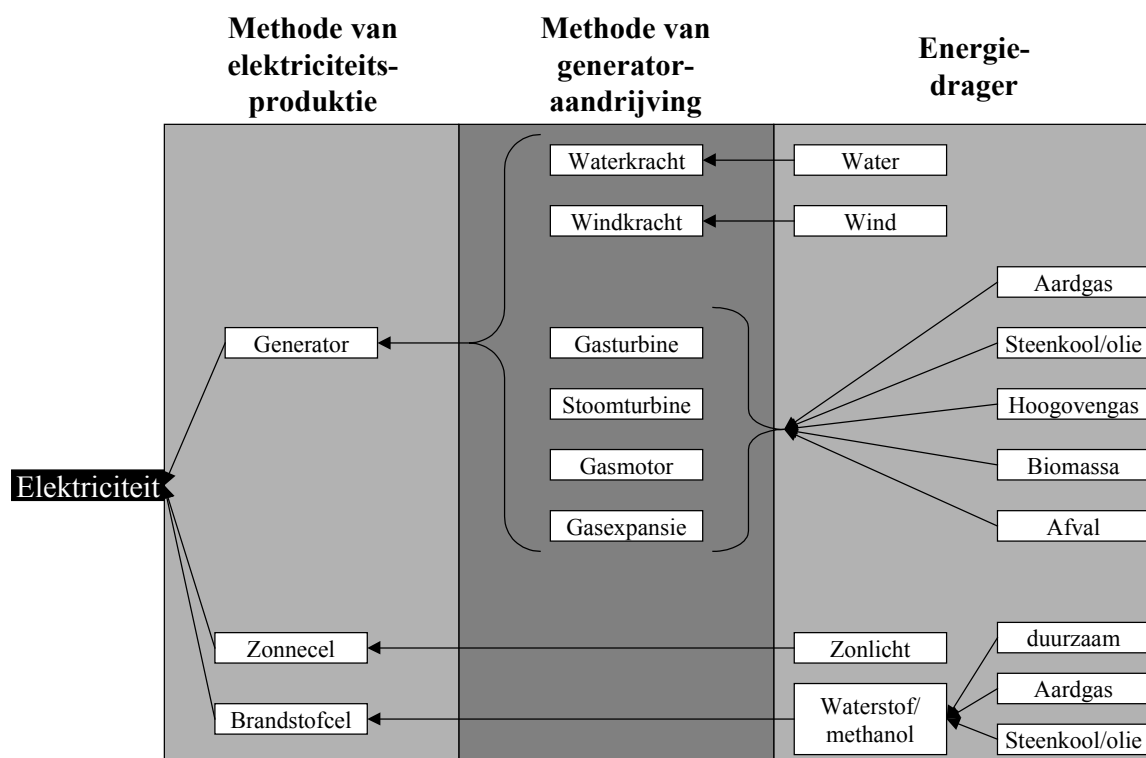 Methode van
elektriciteits-
produktie
Methode van
generator-
aandrijving
Energie-
drager
Waterkracht
Water
Windkracht
Wind
Aardgas
Generator
Gasturbine
Steenkool/olie
Stoomturbine
Hoogovengas
Gasmotor
Biomassa
Elektriciteit
Gasexpansie
Afval
Zonnecel
Zonlicht
duurzaam
Brandstofcel
Waterstof/
methanol
Aardgas
Steenkool/olie